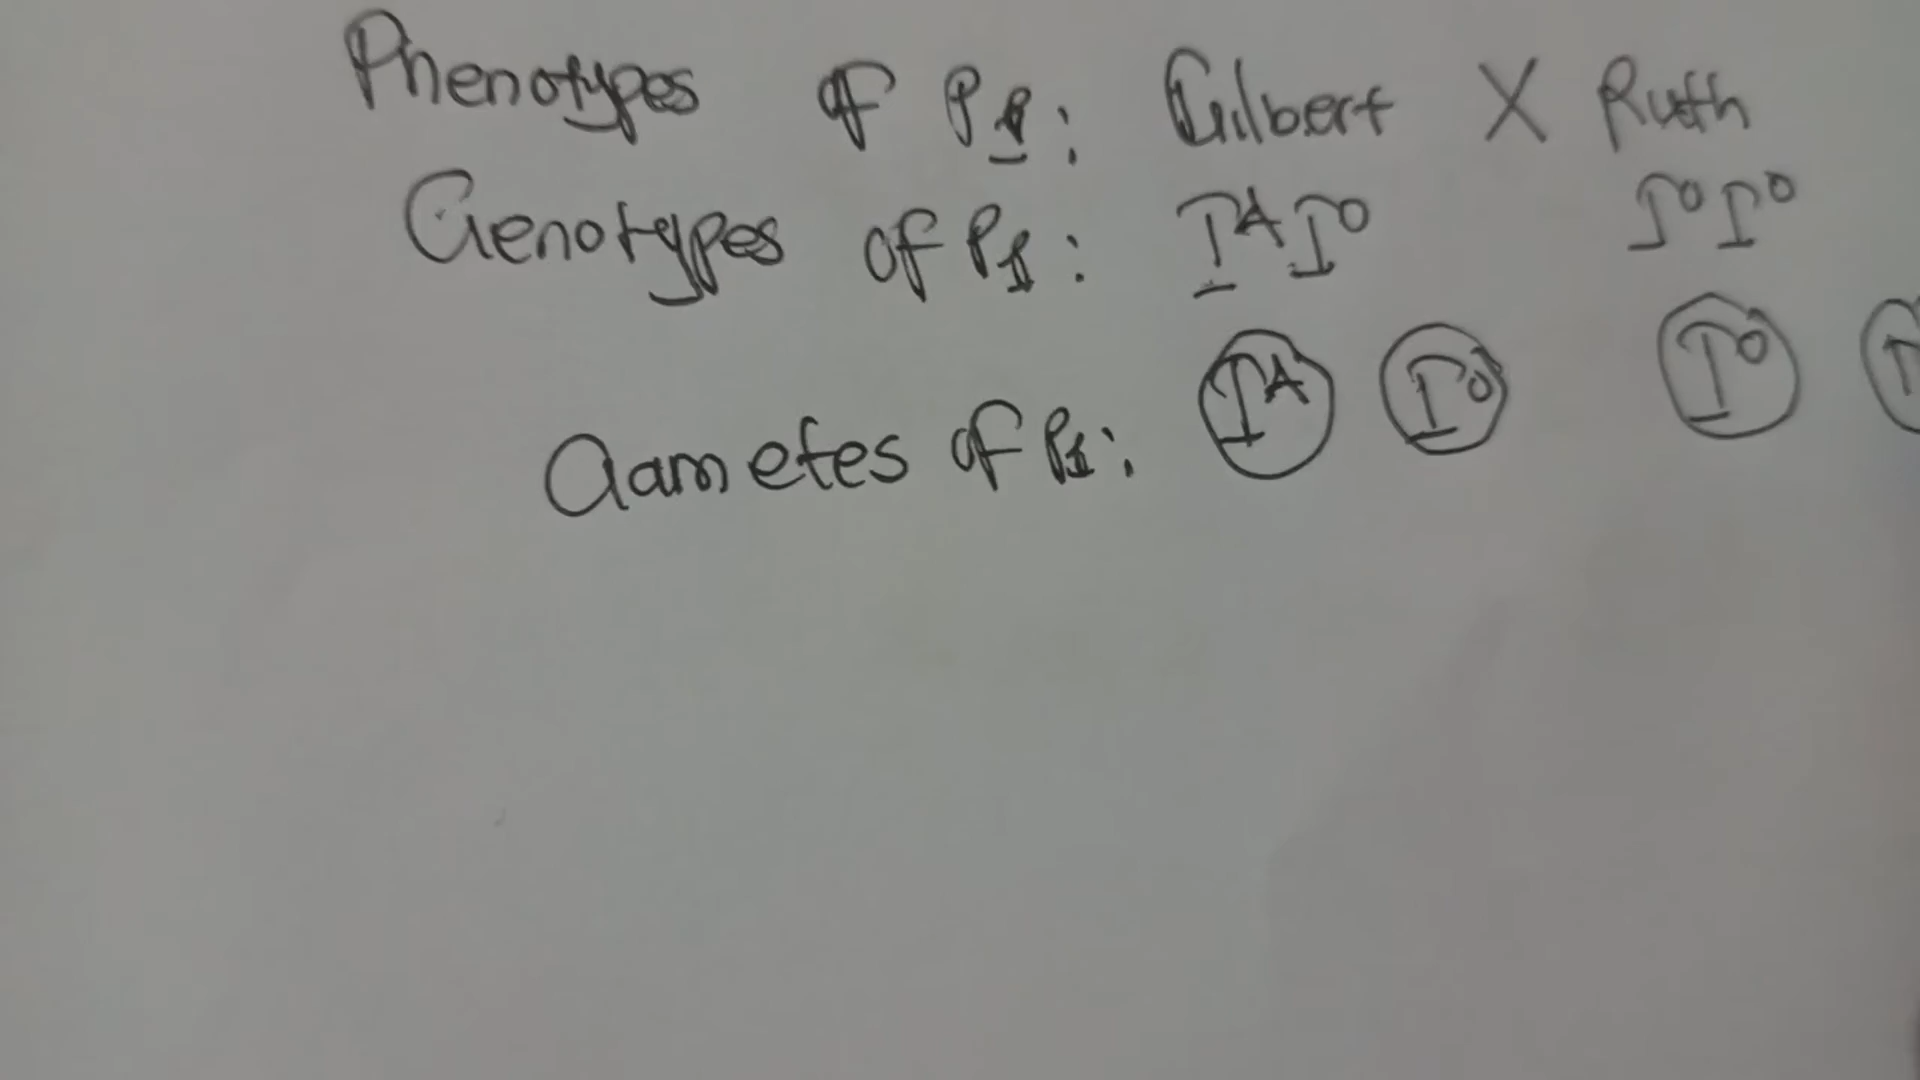 Phenotypes of P1: Gilbert X Ruth
Genotypes of P1: IᴬIᴼ IᴼIᴼ
Gametes of P1: Iᴬ Iᴼ Iᴼ I